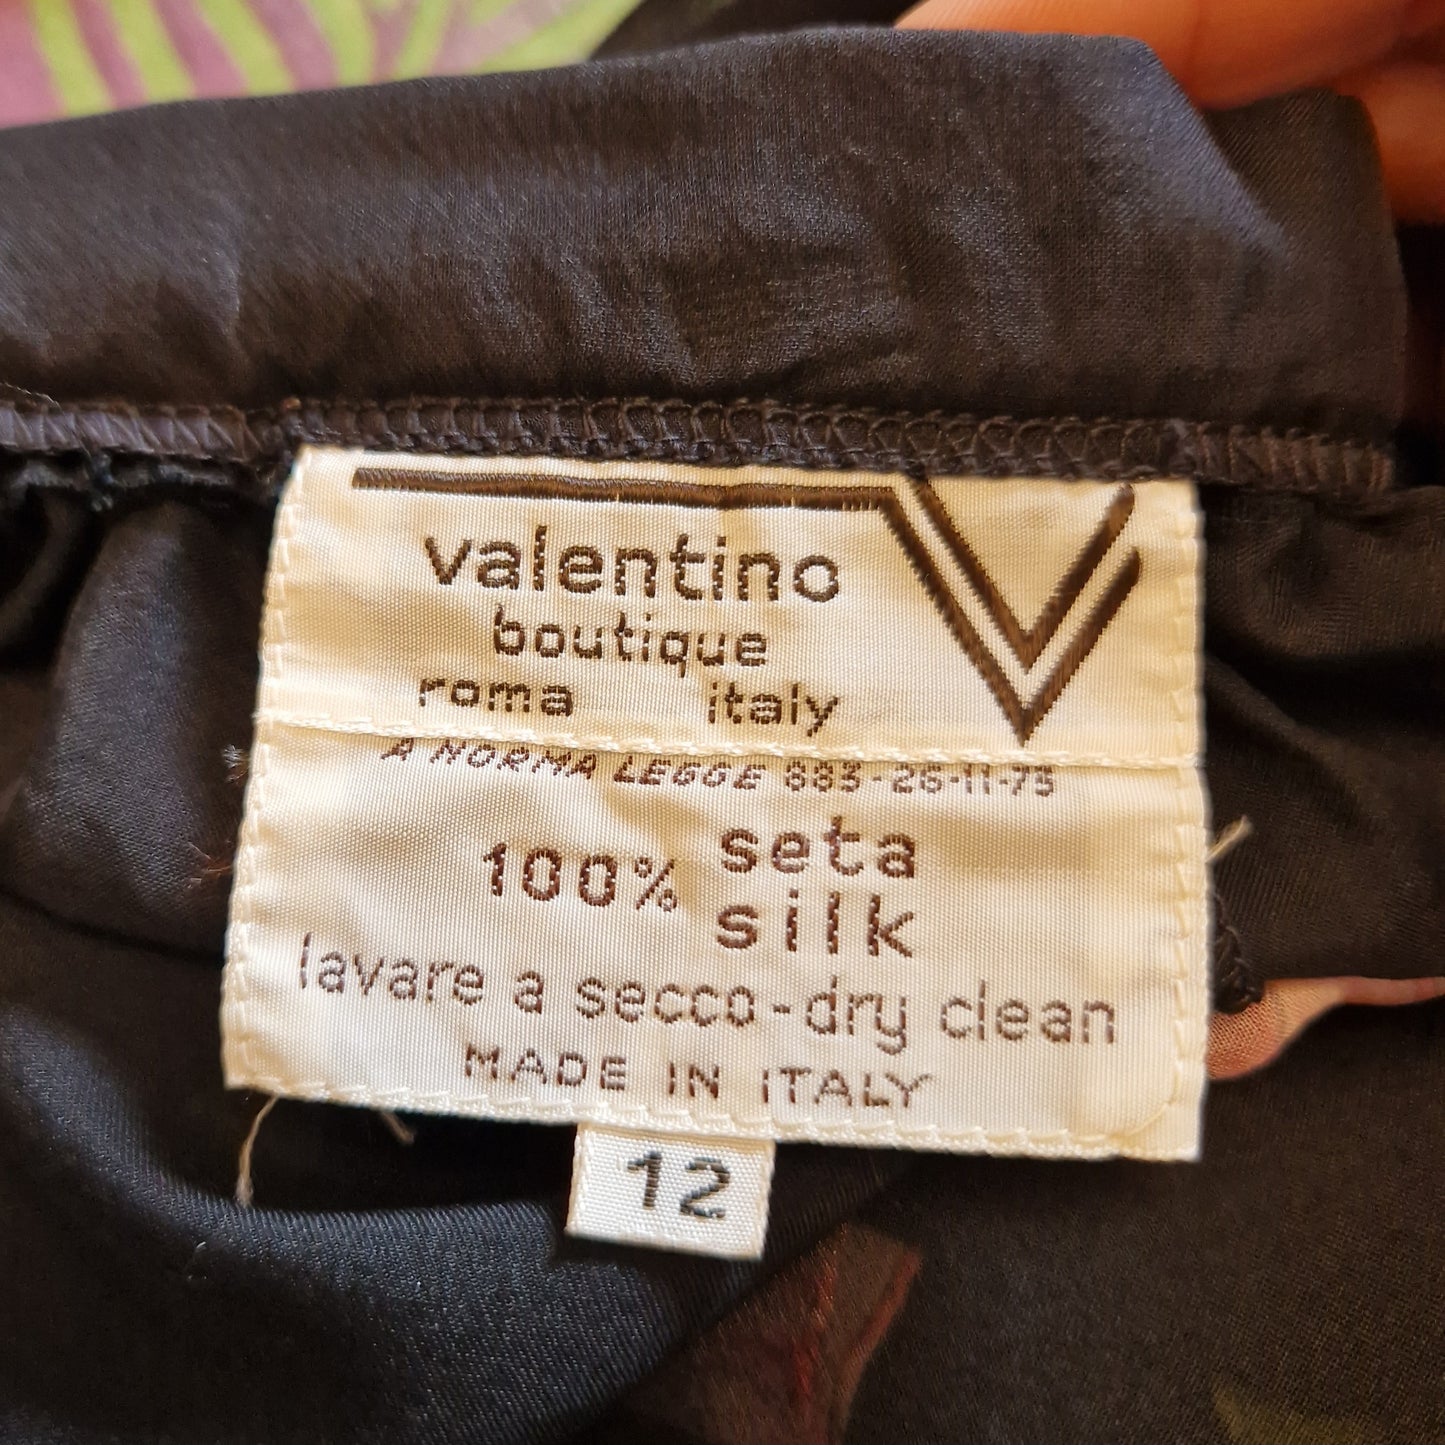 valentino
boutique
roma italy
A NORMA LEGGE 883-26-11-73
100% seta
silk
lavare a secco-dry clean
MADE IN iTALY
12